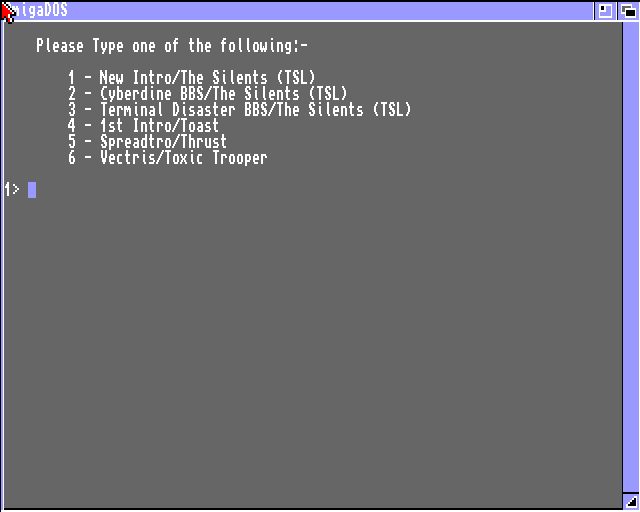 migaDOS
Please Type one of the following:-
1 - New Intro/The Silents (TSL)
2 - Cyberdine BBS/The Silents (TSL)
3 - Terminal Disaster BBS/The Silents (TSL)
4 - 1st Intro/Toast
5 - Spreadtro/Thrust
6 - Vectris/Toxic Trooper
1>